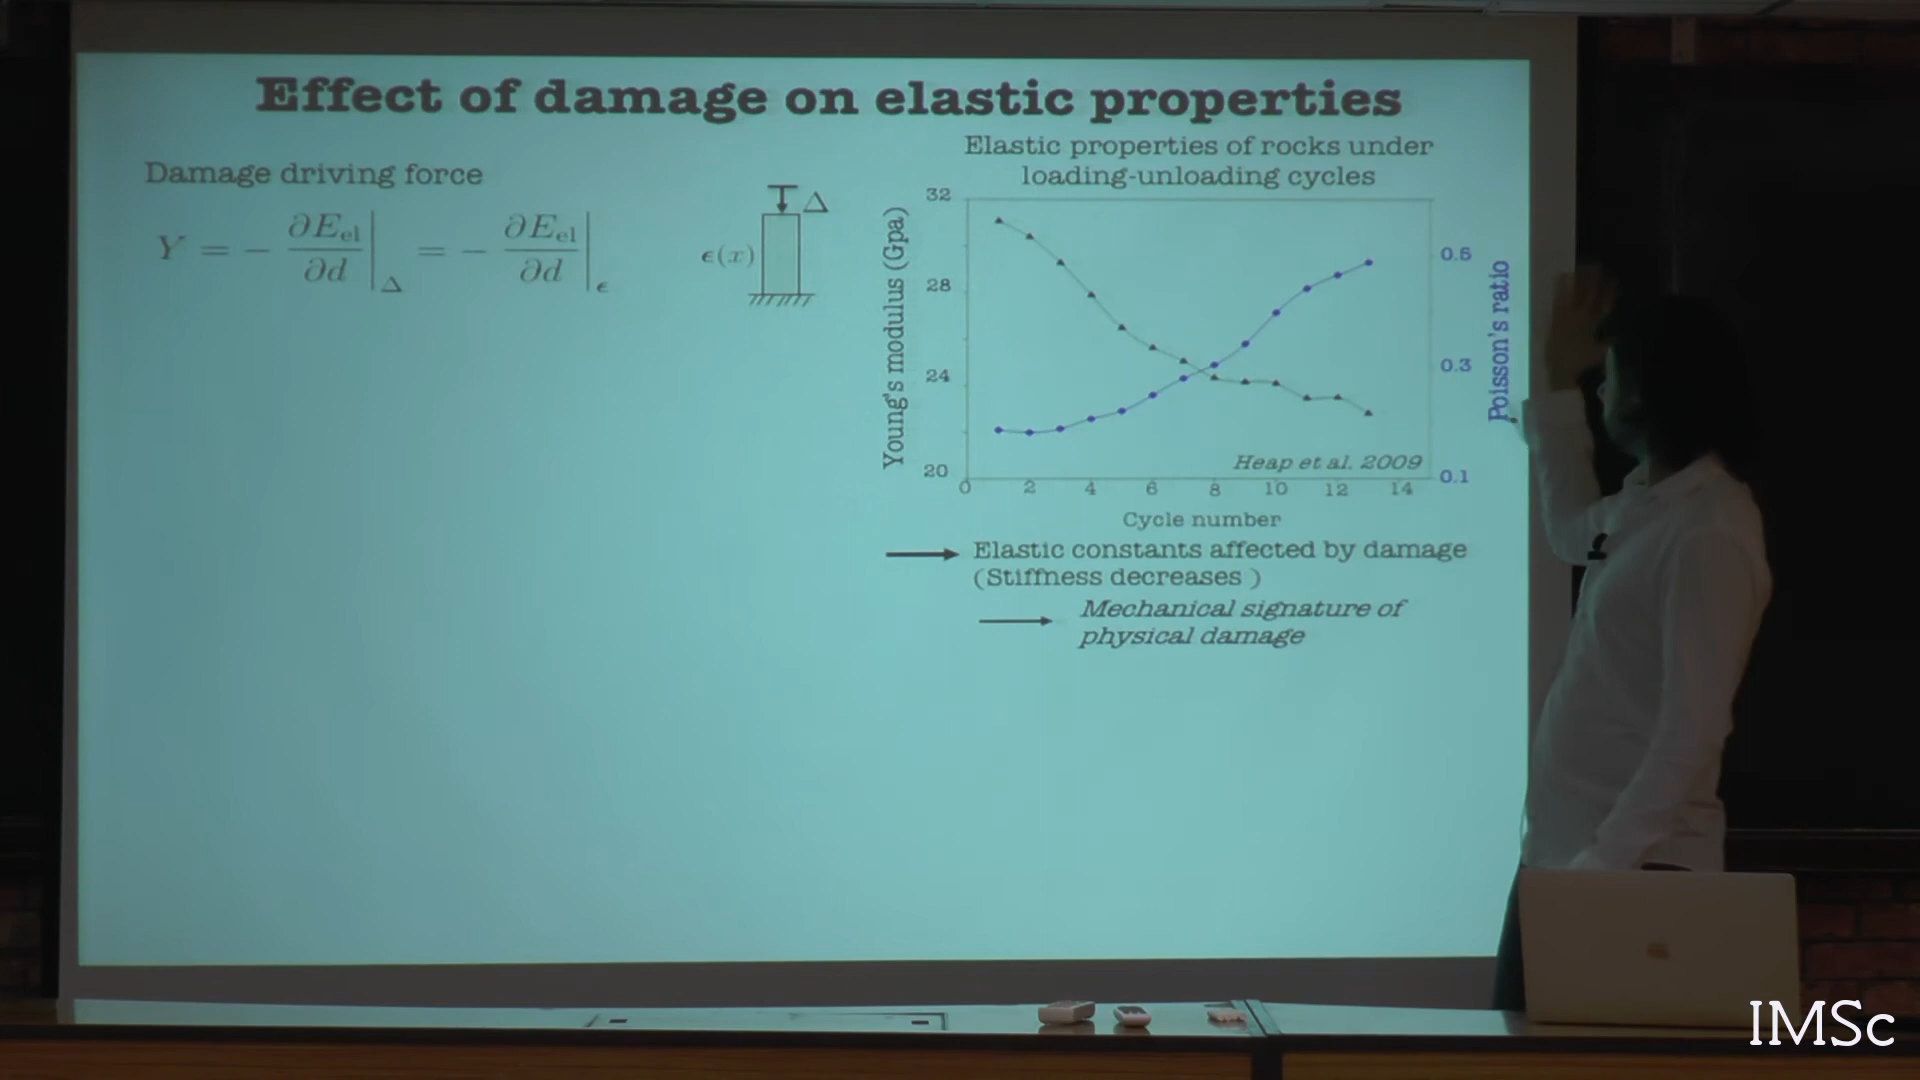 Effect of damage on elastic properties
Damage driving force
Y = − ∂E_el/∂d |_Δ = − ∂E_el/∂d |_ϵ
Δ
ϵ(x)
Elastic properties of rocks under
loading-unloading cycles
Young's modulus (Gpa)
32
28
24
20
0 2 4 6 8 10 12 14
Cycle number
0.5
0.3
0.1
Poisson's ratio
Heap et al. 2009
Elastic constants affected by damage
(Stiffness decreases )
Mechanical signature of
physical damage
IMSc